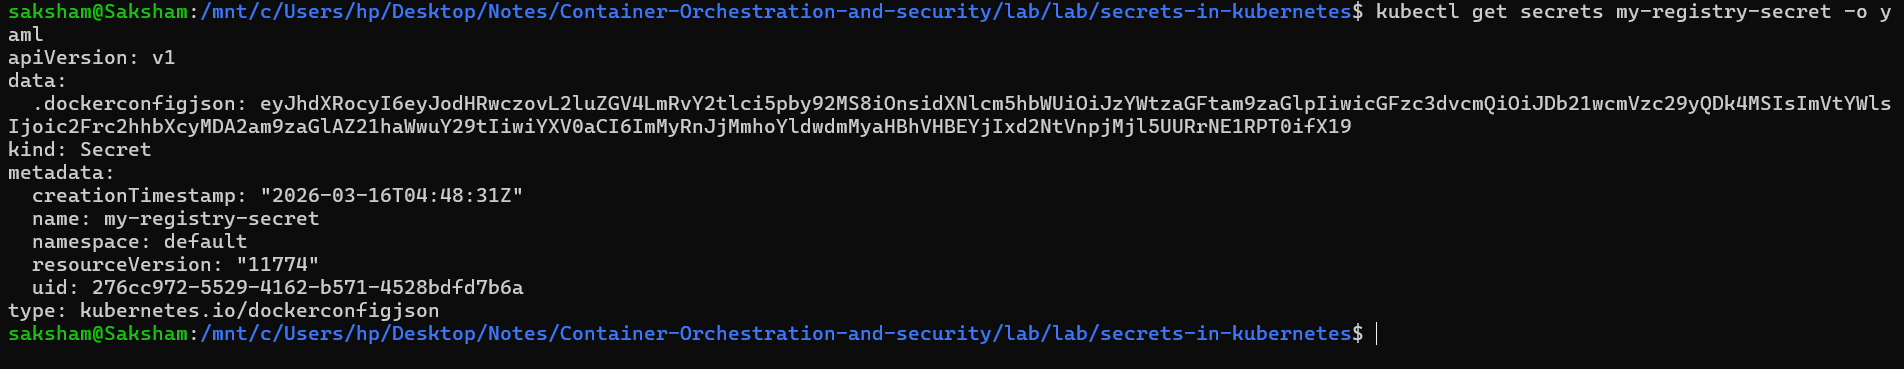 saksham@Saksham:/mnt/c/Users/hp/Desktop/Notes/Container-Orchestration-and-security/lab/lab/secrets-in-kubernetes$ kubectl get secrets my-registry-secret -o y
aml
apiVersion: v1
data:
  .dockerconfigjson: eyJhdXRocyI6eyJodHRwczovL2luZGV4LmRvY2tlci5pby92MS8iOnsidXNlcm5hbWUiOiJzYWtzaGFtam9zaGlpIiwicGFzc3dvcmQiOiJDb21wcmVzc29yQDk4MSIsImVtYWls
Ijoic2Frc2hhbXcyMDA2am9zaGlAZ21haWwuY29tIiwiYXV0aCI6ImMyRnJjMmhoYldwdmMyaHBhVHBEYjIxd2NtVnpjMjl5UURrNE1RPT0ifX19
kind: Secret
metadata:
  creationTimestamp: "2026-03-16T04:48:31Z"
  name: my-registry-secret
  namespace: default
  resourceVersion: "11774"
  uid: 276cc972-5529-4162-b571-4528bdfd7b6a
type: kubernetes.io/dockerconfigjson
saksham@Saksham:/mnt/c/Users/hp/Desktop/Notes/Container-Orchestration-and-security/lab/lab/secrets-in-kubernetes$